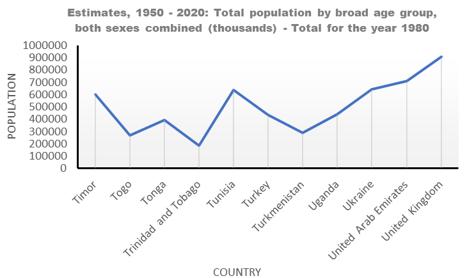 Estimates, 1950 - 2020: Total population by broad age group,
both sexes combined (thousands) - Total for the year 1980
1000000
900000
800000
700000
600000
500000
400000
300000
200000
100000
0
POPULATION
Timor
Togo
Tonga
Trinidad and Tobago
Tunisia
Turkey
Turkmenistan
Uganda
Ukraine
United Arab Emirates
United Kingdom
COUNTRY